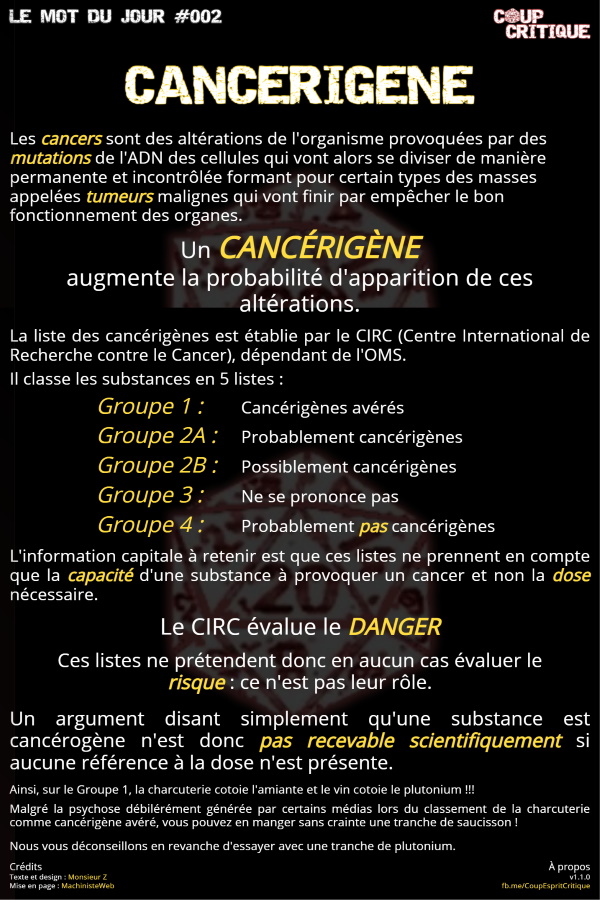 LE MOT DU JOUR #002
COUP
CRITIQUE
CANCERIGENE
Les cancers sont des altérations de l'organisme provoquées par des
mutations de l'ADN des cellules qui vont alors se diviser de manière
permanente et incontrôlée formant pour certain types des masses
appelées tumeurs malignes qui vont finir par empêcher le bon
fonctionnement des organes.
Un CANCÉRIGÈNE
augmente la probabilité d'apparition de ces
altérations.
La liste des cancérigènes est établie par le CIRC (Centre International de
Recherche contre le Cancer), dépendant de l'OMS.
Il classe les substances en 5 listes :
Groupe 1 : Cancérigènes avérés
Groupe 2A : Probablement cancérigènes
Groupe 2B : Possiblement cancérigènes
Groupe 3 : Ne se prononce pas
Groupe 4 : Probablement pas cancérigènes
L'information capitale à retenir est que ces listes ne prennent en compte
que la capacité d'une substance à provoquer un cancer et non la dose
nécessaire.
Le CIRC évalue le DANGER
Ces listes ne prétendent donc en aucun cas évaluer le
risque : ce n'est pas leur rôle.
Un argument disant simplement qu'une substance est
cancérogène n'est donc pas recevable scientifiquement si
aucune référence à la dose n'est présente.
Ainsi, sur le Groupe 1, la charcuterie cotoie l'amiante et le vin cotoie le plutonium !!!
Malgré la psychose débilérément générée par certains médias lors du classement de la charcuterie
comme cancérigène avéré, vous pouvez en manger sans crainte une tranche de saucisson !
Nous vous déconseillons en revanche d'essayer avec une tranche de plutonium.
Crédits
Texte et design : Monsieur Z
Mise en page : MachinisteWeb
À propos
v1.1.0
fb.me/CoupEspritCritique